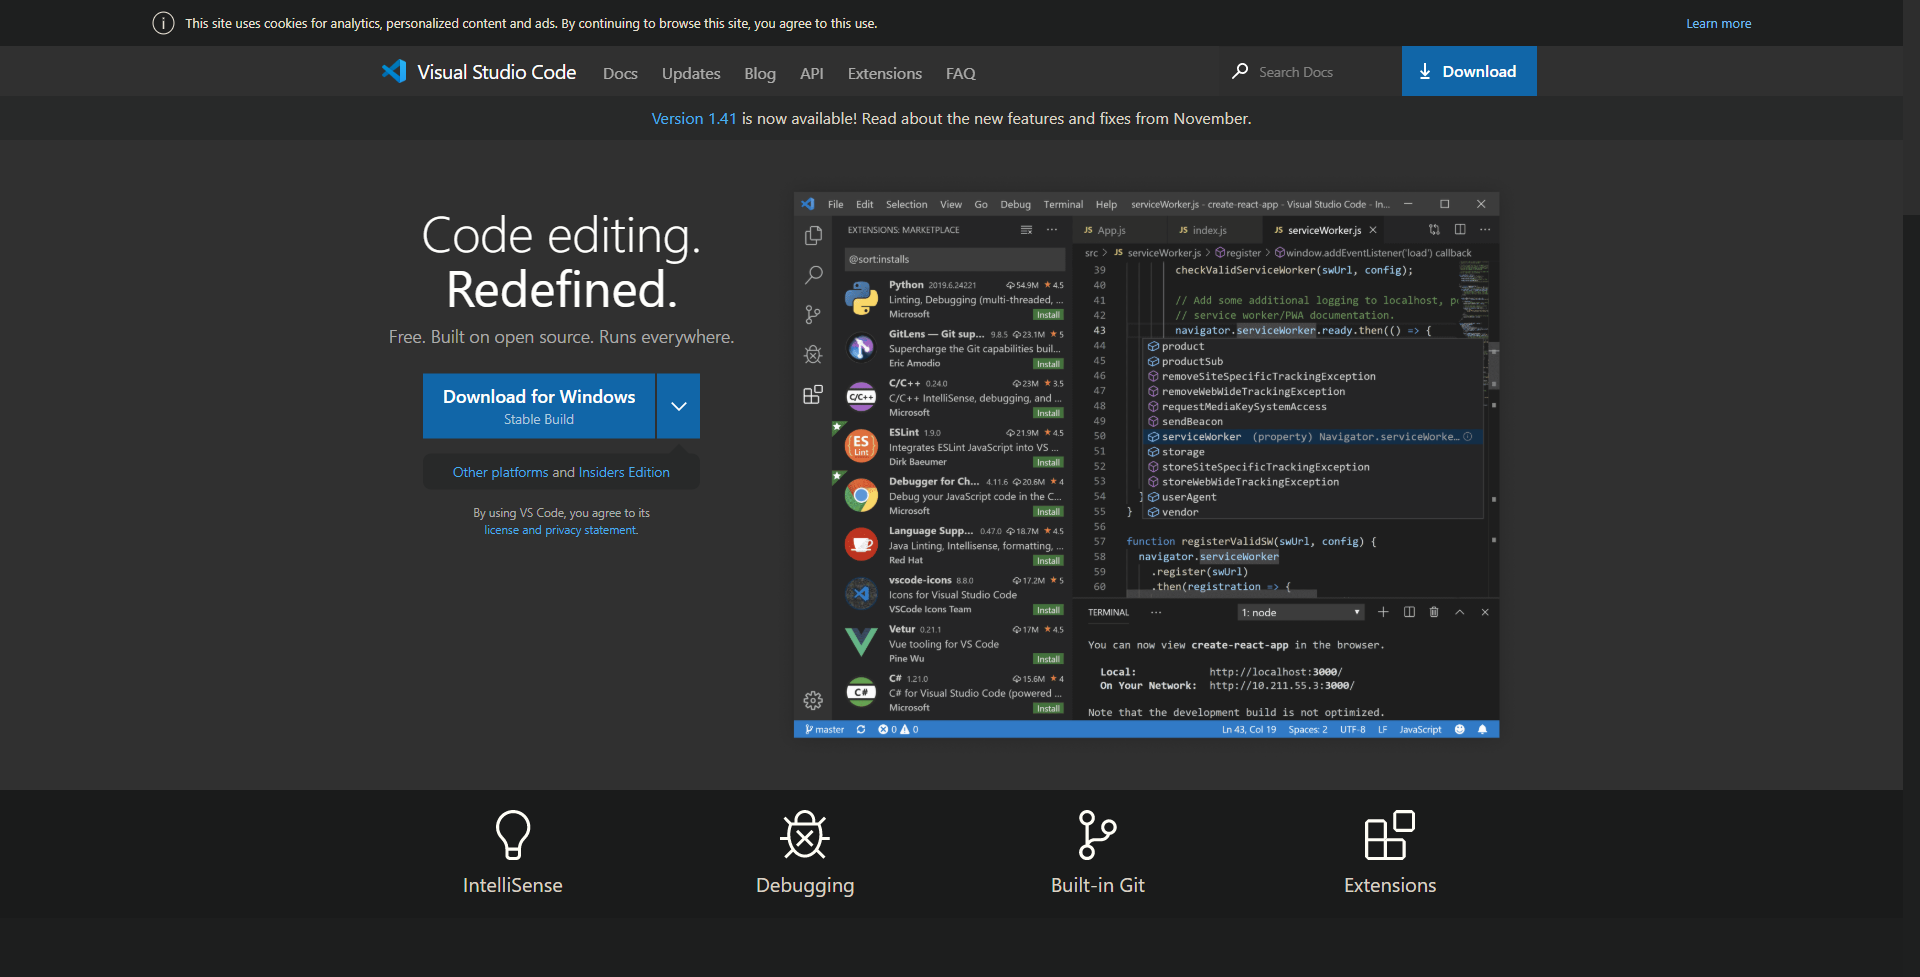 This site uses cookies for analytics, personalized content and ads. By continuing to browse this site, you agree to this use.
Learn more
Visual Studio Code
Docs
Updates
Blog
API
Extensions
FAQ
Search Docs
Download
Version 1.41 is now available! Read about the new features and fixes from November.
Code editing.
Redefined.
Free. Built on open source. Runs everywhere.
Download for Windows
Stable Build
Other platforms and Insiders Edition
By using VS Code, you agree to its
license and privacy statement.
File Edit Selection View Go Debug Terminal Help serviceWorker.js - create-react-app - Visual Studio Code - In...
EXTENSIONS: MARKETPLACE
@sort:installs
Python 2019.6.24221 54.9M ★ 4.5
Linting, Debugging (multi-threaded, ...
Microsoft Install
GitLens — Git sup... 9.8.5 23.1M ★ 5
Supercharge the Git capabilities buil...
Eric Amodio Install
C/C++
C/C++ 0.24.0 23M ★ 3.5
C/C++ IntelliSense, debugging, and ...
Microsoft Install
ES
Lint
ESLint 1.9.0 21.9M ★ 4.5
Integrates ESLint JavaScript into VS ...
Dirk Baeumer Install
Debugger for Ch... 4.11.6 20.6M ★ 4
Debug your JavaScript code in the C...
Microsoft Install
Language Supp... 0.47.0 18.7M ★ 4.5
Java Linting, Intellisense, formatting, ...
Red Hat Install
vscode-icons 8.8.0 17.2M ★ 5
Icons for Visual Studio Code
VSCode Icons Team Install
Vetur 0.21.1 17M ★ 4.5
Vue tooling for VS Code
Pine Wu Install
C#
C# 1.21.0 15.6M ★ 4
C# for Visual Studio Code (powered ...
Microsoft Install
JS App.js JS index.js JS serviceWorker.js
src > JS serviceWorker.js > register > window.addEventListener('load') callback
39 checkValidServiceWorker(swUrl, config);
40
41 // Add some additional logging to localhost, p
42 // service worker/PWA documentation.
43 navigator.serviceWorker.ready.then(() => {
44 product
45 productSub
46 removeSiteSpecificTrackingException
47 removeWebWideTrackingException
48 requestMediaKeySystemAccess
49 sendBeacon
50 serviceWorker (property) Navigator.serviceWorke...
51 storage
52 storeSiteSpecificTrackingException
53 storeWebWideTrackingException
54 } userAgent
55 } vendor
56
57 function registerValidSW(swUrl, config) {
58 navigator.serviceWorker
59 .register(swUrl)
60 .then(registration => {
TERMINAL ... 1: node
You can now view create-react-app in the browser.
Local: http://localhost:3000/
On Your Network: http://10.211.55.3:3000/
Note that the development build is not optimized.
master 0 0 Ln 43, Col 19 Spaces: 2 UTF-8 LF JavaScript
IntelliSense
Debugging
Built-in Git
Extensions